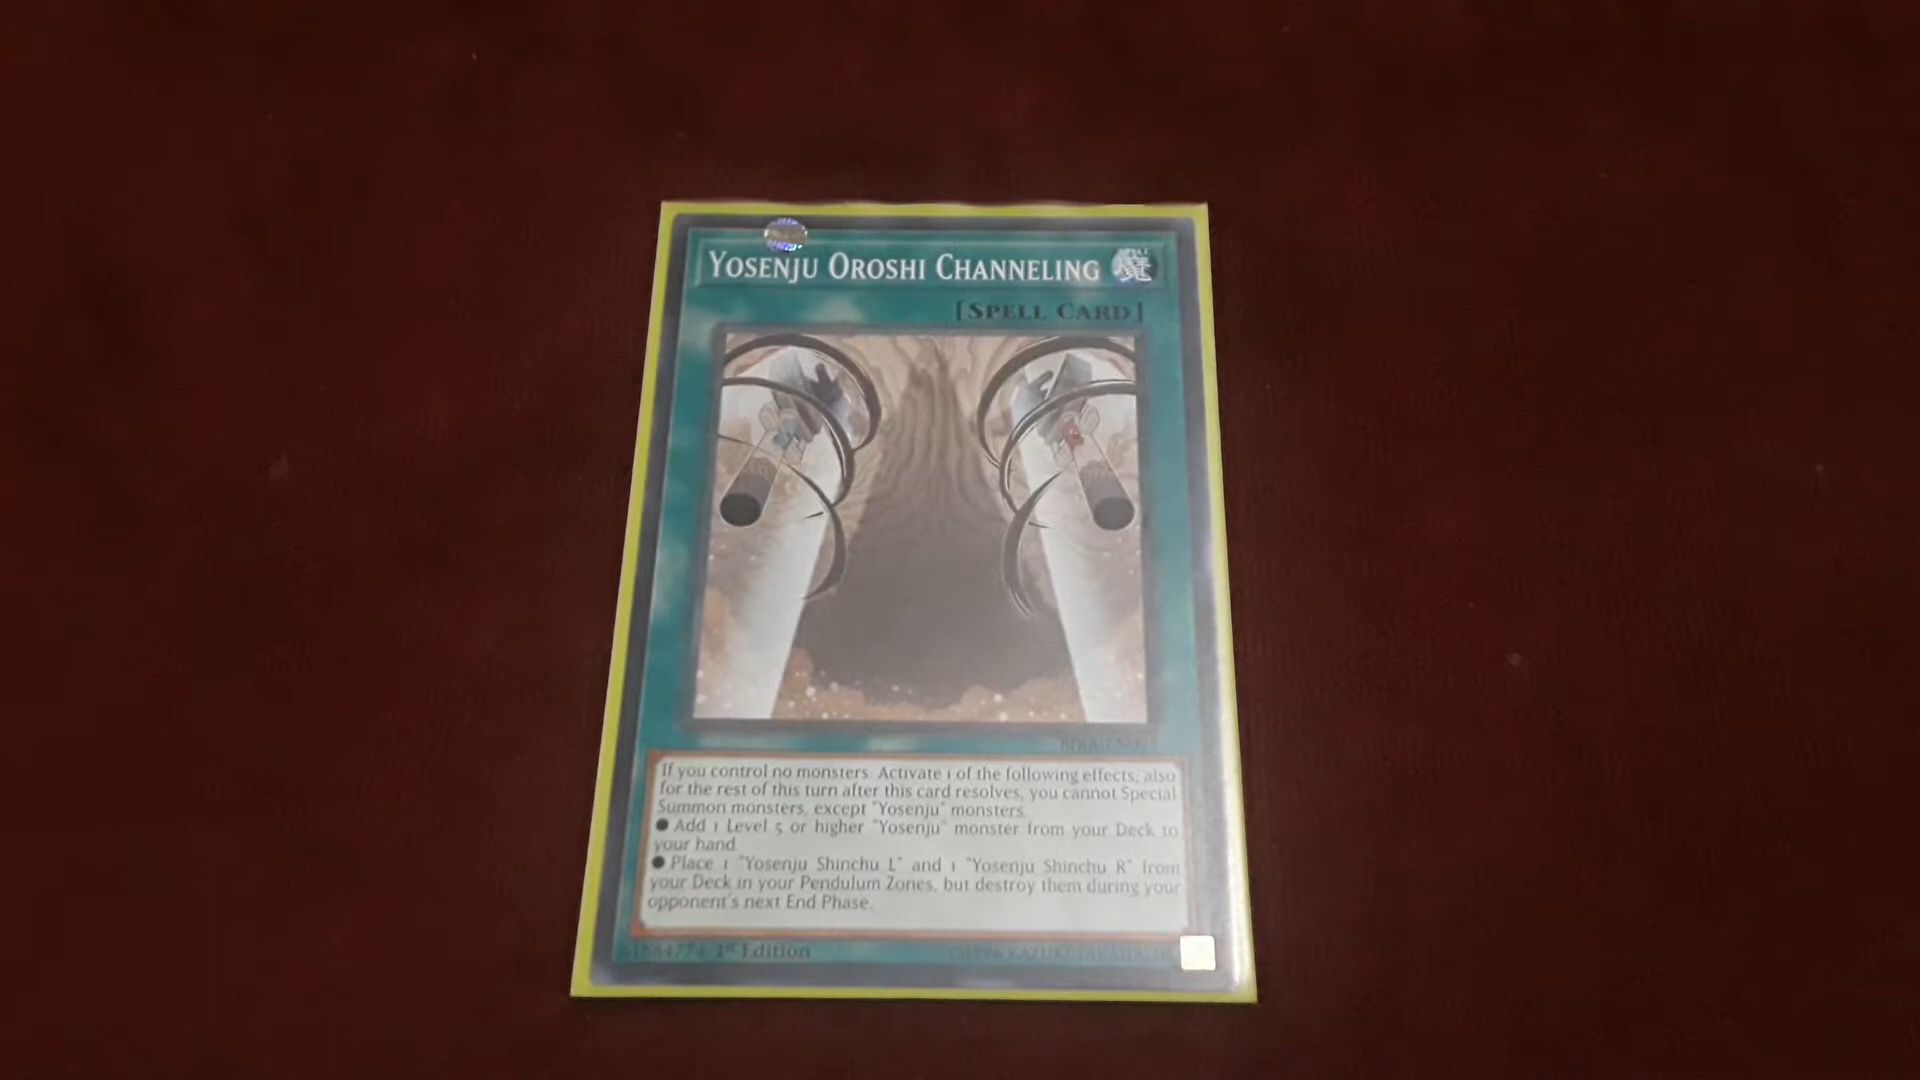 YOSENJU OROSHI CHANNELING
[SPELL CARD]
If you control no monsters: Activate 1 of the following effects, also
for the rest of this turn after this card resolves, you cannot Special
Summon monsters, except "Yosenju" monsters.
● Add 1 Level 5 or higher "Yosenju" monster from your Deck to
your hand.
● Place 1 "Yosenju Shinchu L" and 1 "Yosenju Shinchu R" from
your Deck in your Pendulum Zones, but destroy them during your
opponent's next End Phase.
1st Edition